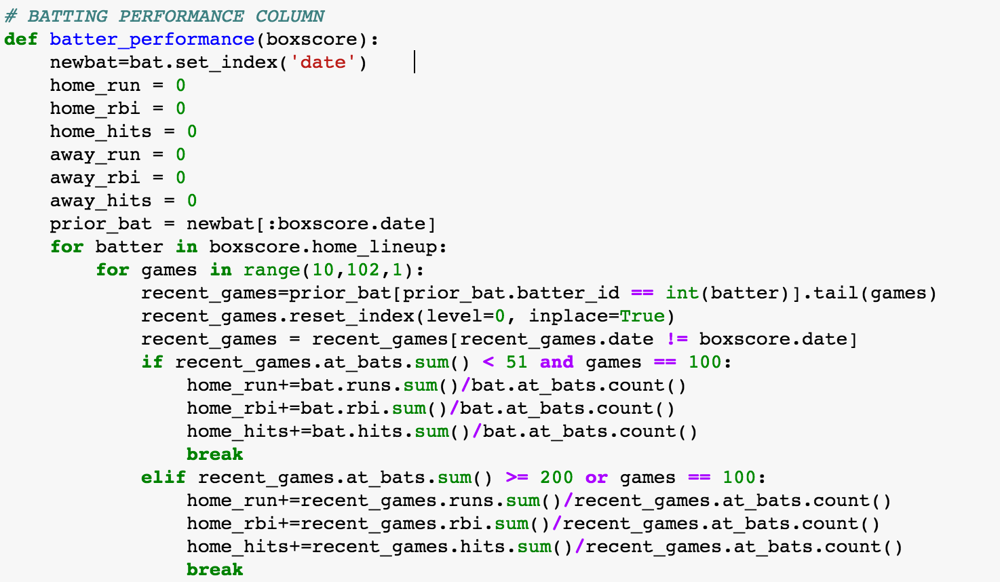 # BATTING PERFORMANCE COLUMN
def batter_performance(boxscore):
    newbat=bat.set_index('date')
    home_run = 0
    home_rbi = 0
    home_hits = 0
    away_run = 0
    away_rbi = 0
    away_hits = 0
    prior_bat = newbat[:boxscore.date]
    for batter in boxscore.home_lineup:
        for games in range(10,102,1):
            recent_games=prior_bat[prior_bat.batter_id == int(batter)].tail(games)
            recent_games.reset_index(level=0, inplace=True)
            recent_games = recent_games[recent_games.date != boxscore.date]
            if recent_games.at_bats.sum() < 51 and games == 100:
                home_run+=bat.runs.sum()/bat.at_bats.count()
                home_rbi+=bat.rbi.sum()/bat.at_bats.count()
                home_hits+=bat.hits.sum()/bat.at_bats.count()
                break
            elif recent_games.at_bats.sum() >= 200 or games == 100:
                home_run+=recent_games.runs.sum()/recent_games.at_bats.count()
                home_rbi+=recent_games.rbi.sum()/recent_games.at_bats.count()
                home_hits+=recent_games.hits.sum()/recent_games.at_bats.count()
                break